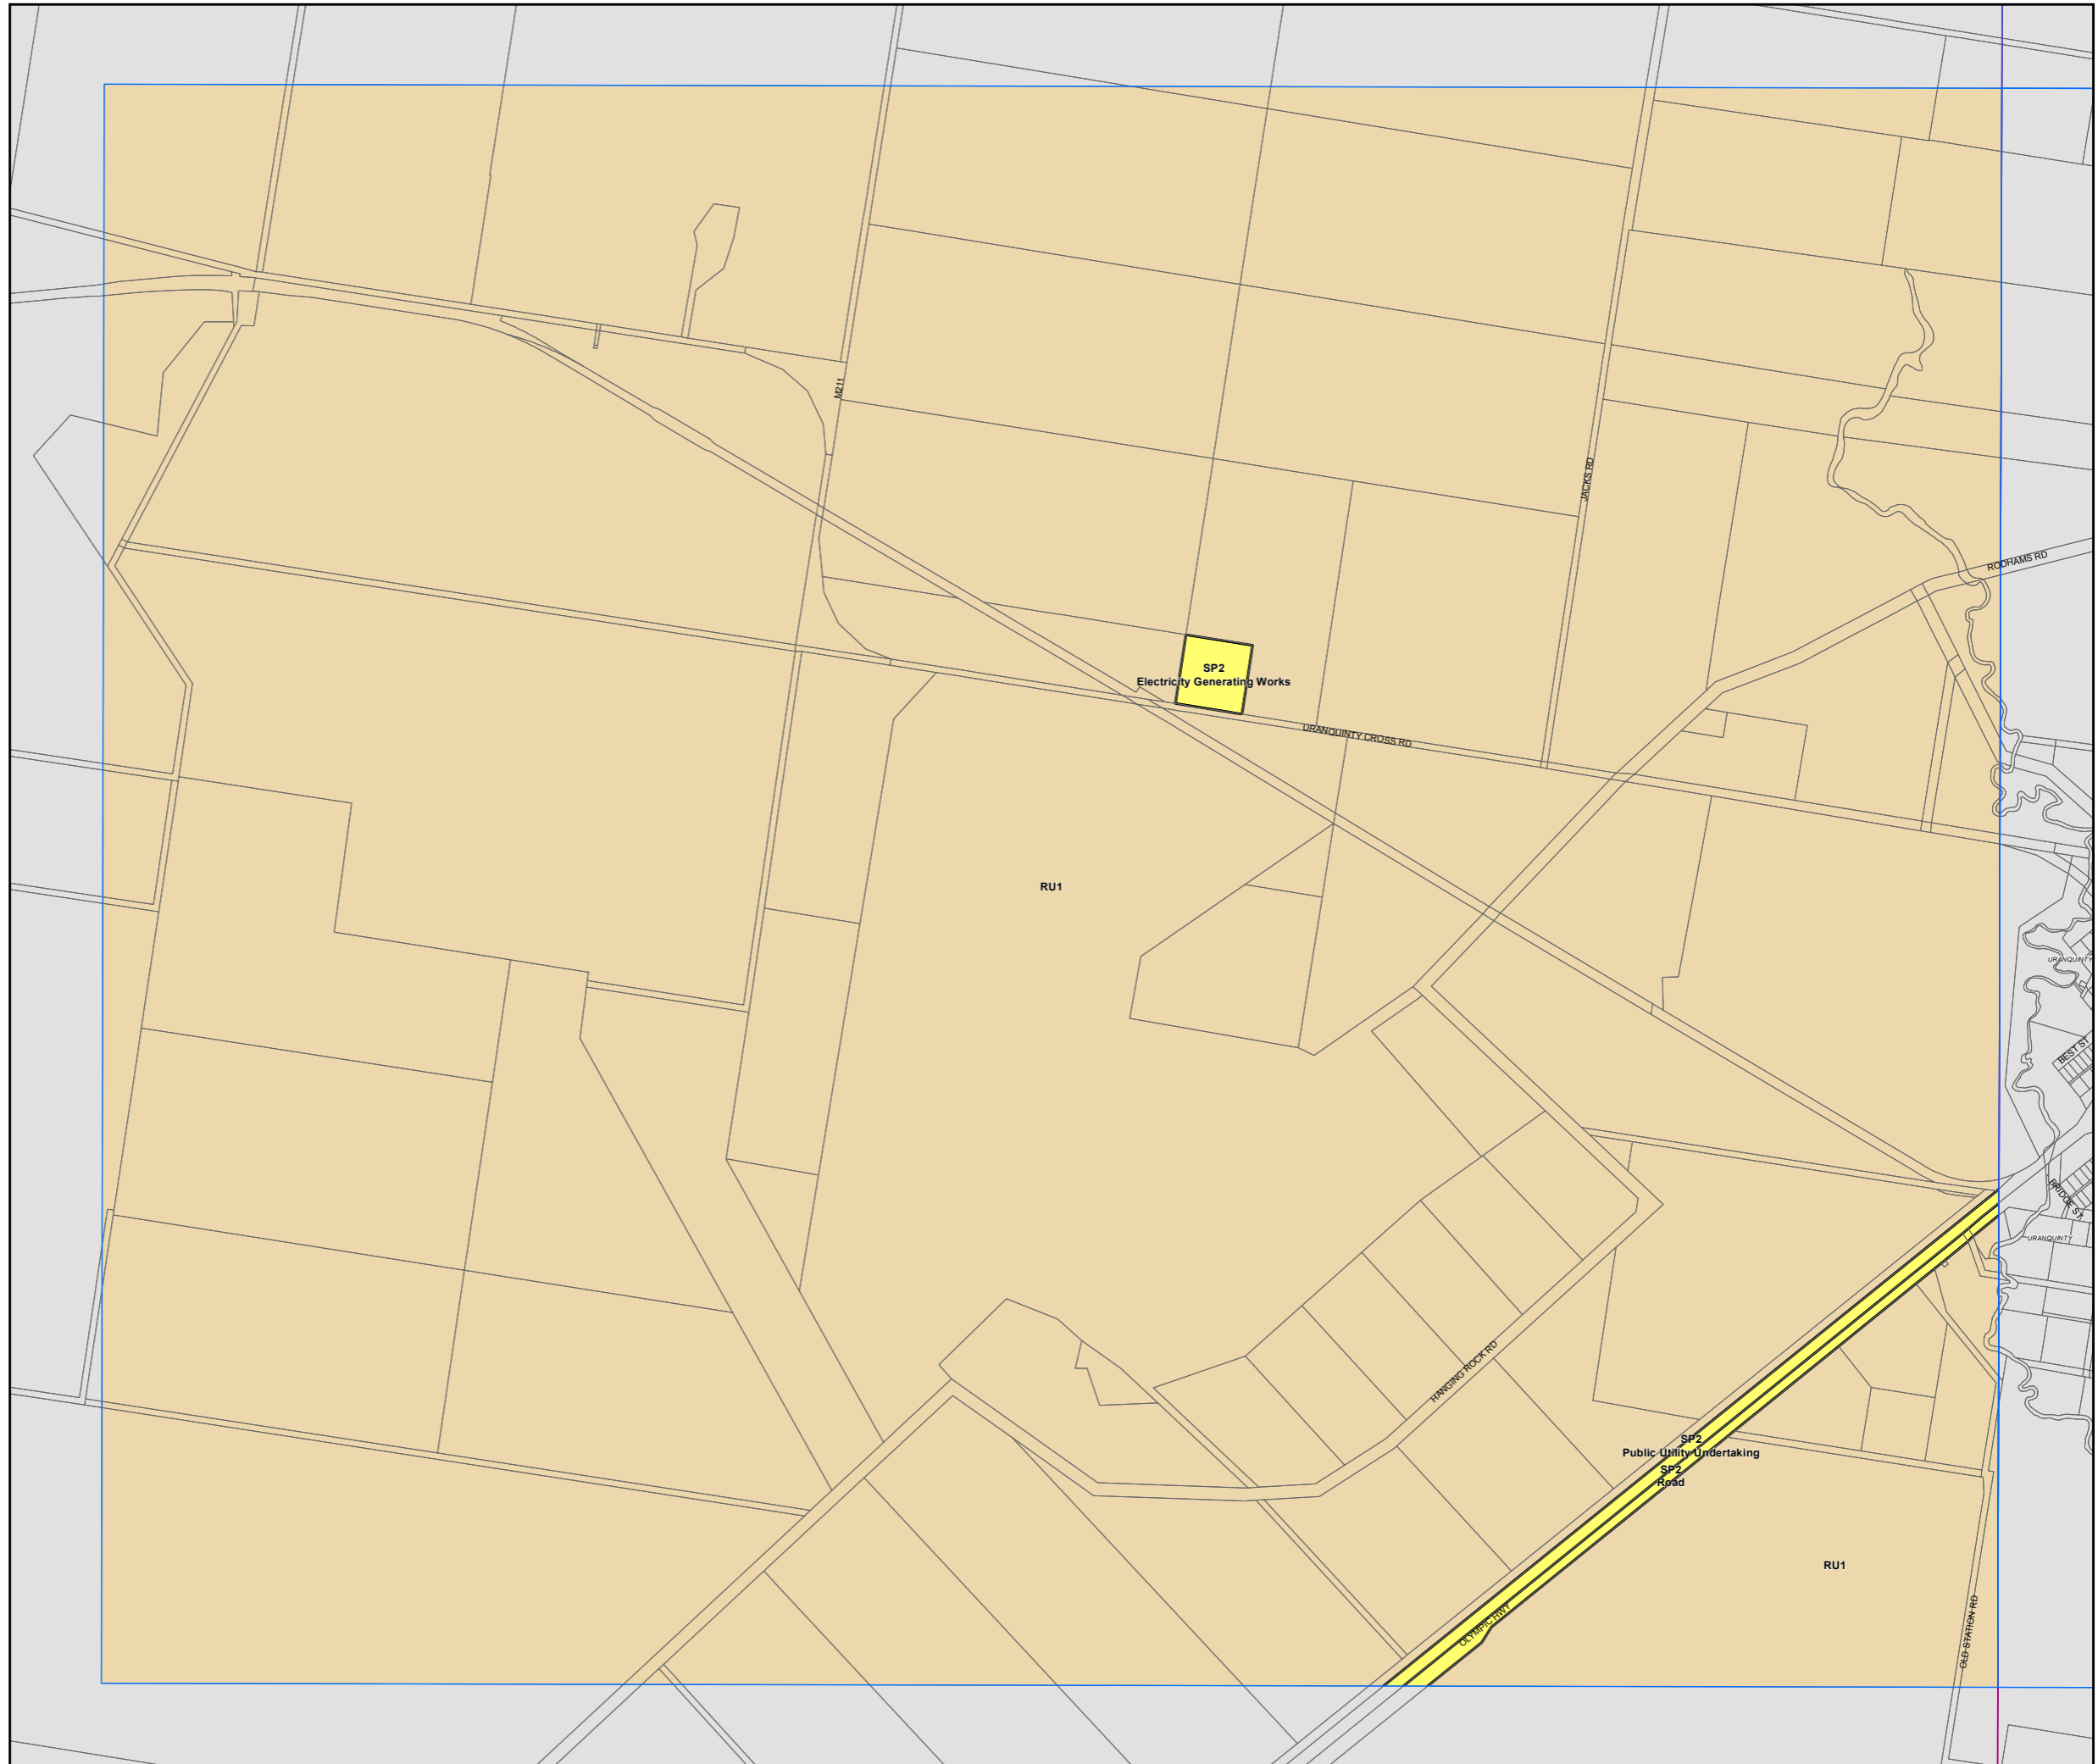 M211
JACKS RD
RODHAMS RD
SP2
Electricity Generating Works
URANQUINTY CROSS RD
RU1
URANQUINTY
BEST ST
BRIDGE ST
URANQUINTY
HANGING ROCK RD
SP2
Public Utility Undertaking
SP2
Road
RU1
OLYMPIC HWY
OLD STATION RD